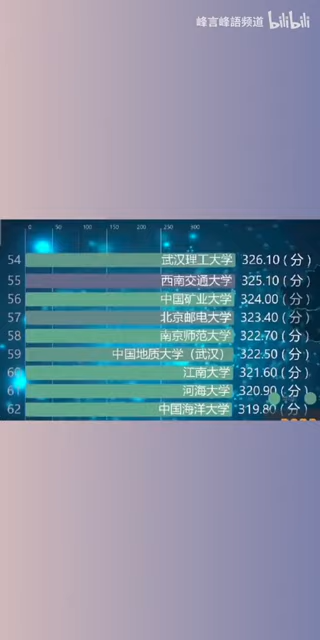 峰言峰語频道 bilibili
0 50 100 150 200 250 300
54 武汉理工大学 326.10 ( 分 )
55 西南交通大学 325.10 ( 分 )
56 中国矿业大学 324.00 ( 分 )
57 北京邮电大学 323.40 ( 分 )
58 南京师范大学 322.70 ( 分 )
59 中国地质大学（武汉） 322.50 ( 分 )
60 江南大学 321.60 ( 分 )
61 河海大学 320.90 ( 分 )
62 中国海洋大学 319.80 ( 分 )